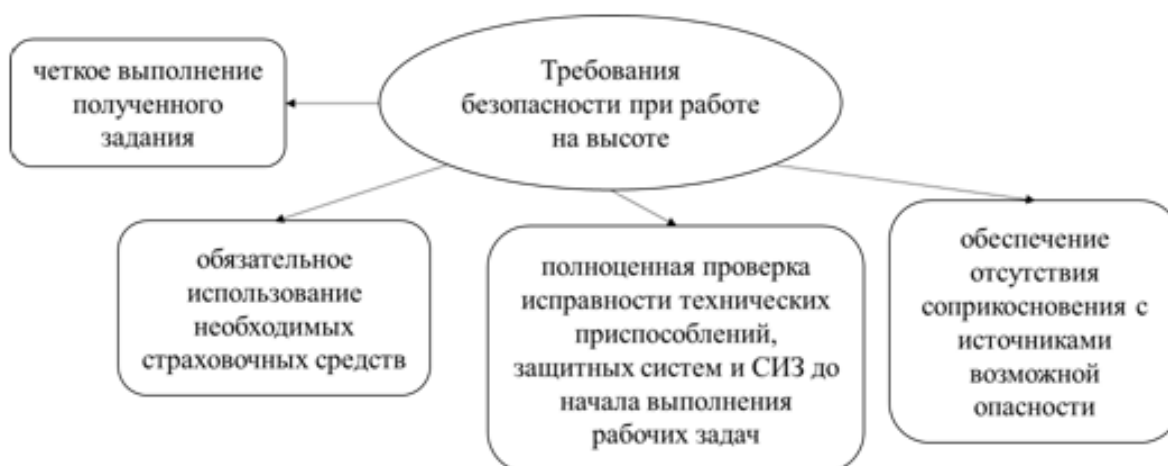 Требования
безопасности при работе
на высоте
четкое выполнение
полученного
задания
обязательное
использование
необходимых
страховочных средств
полноценная проверка
исправности технических
приспособлений,
защитных систем и СИЗ до
начала выполнения
рабочих задач
обеспечение
отсутствия
соприкосновения с
источниками
возможной
опасности